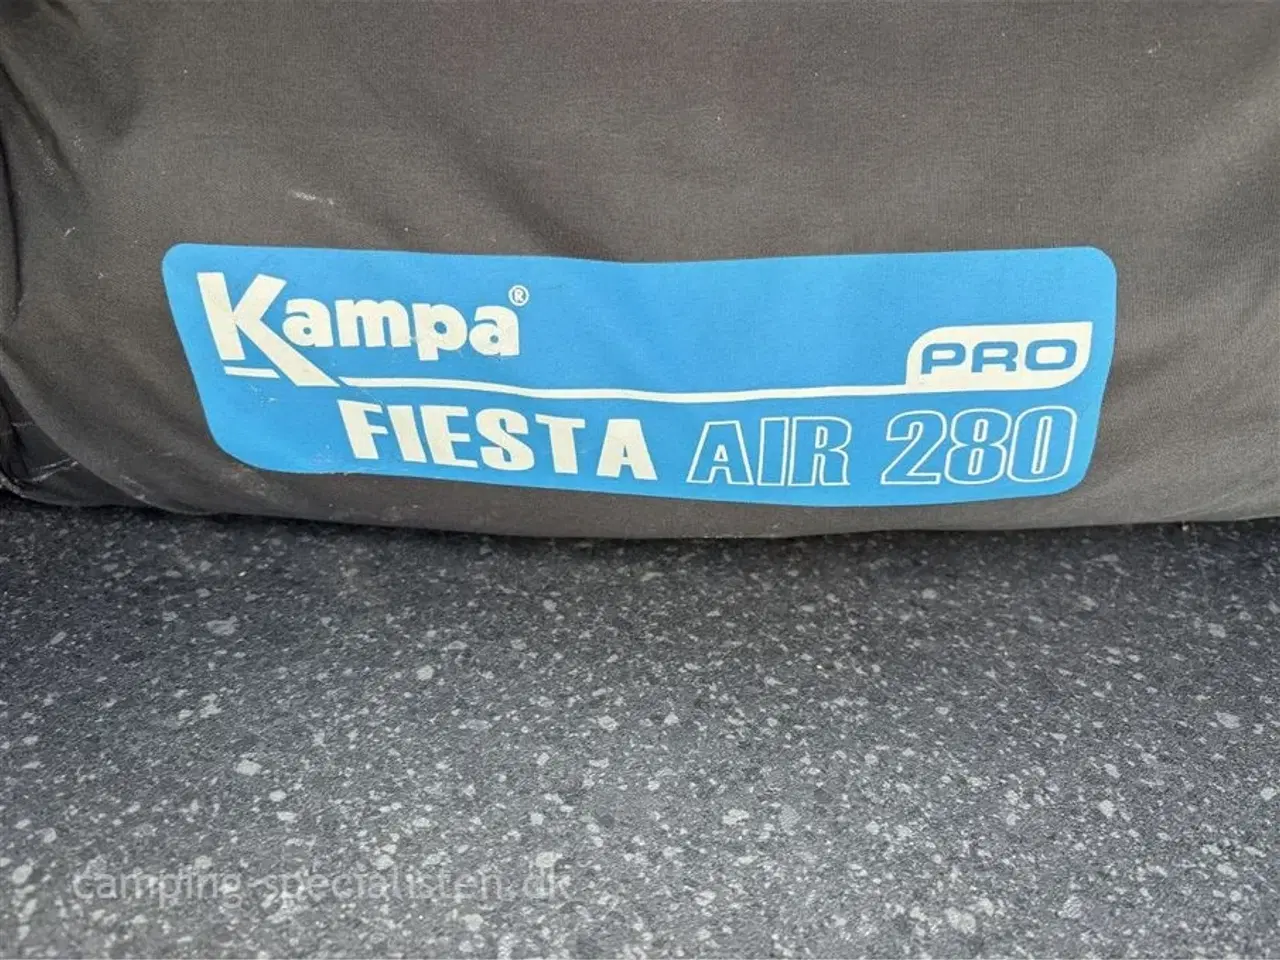 Kampa®
PRO
FIESTA AIR 280
camping-specialisten.dk